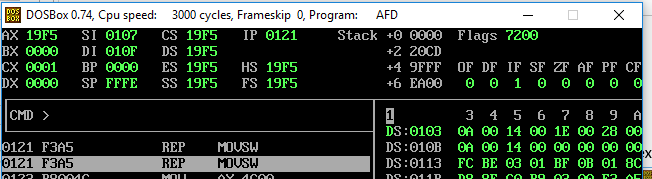 DOS BOX DOSBox 0.74, Cpu speed: 3000 cycles, Frameskip 0, Program: AFD
AX 19F5 SI 0107 CS 19F5 IP 0121 Stack +0 0000 Flags 7200
BX 0000 DI 010F DS 19F5 +2 20CD
CX 0001 BP 0000 ES 19F5 HS 19F5 +4 9FFF OF DF IF SF ZF AF PF CF
DX 0000 SP FFFE SS 19F5 FS 19F5 +6 EA00 0 0 1 0 0 0 0 0
CMD > 1 3 4 5 6 7 8 9 A
DS:0103 0A 00 14 00 1E 00 28 00
0121 F3A5 REP MOVSW DS:010B 0A 00 14 00 00 00 00 00
0121 F3A5 REP MOVSW DS:0113 FC BE 03 01 BF 0B 01 8C